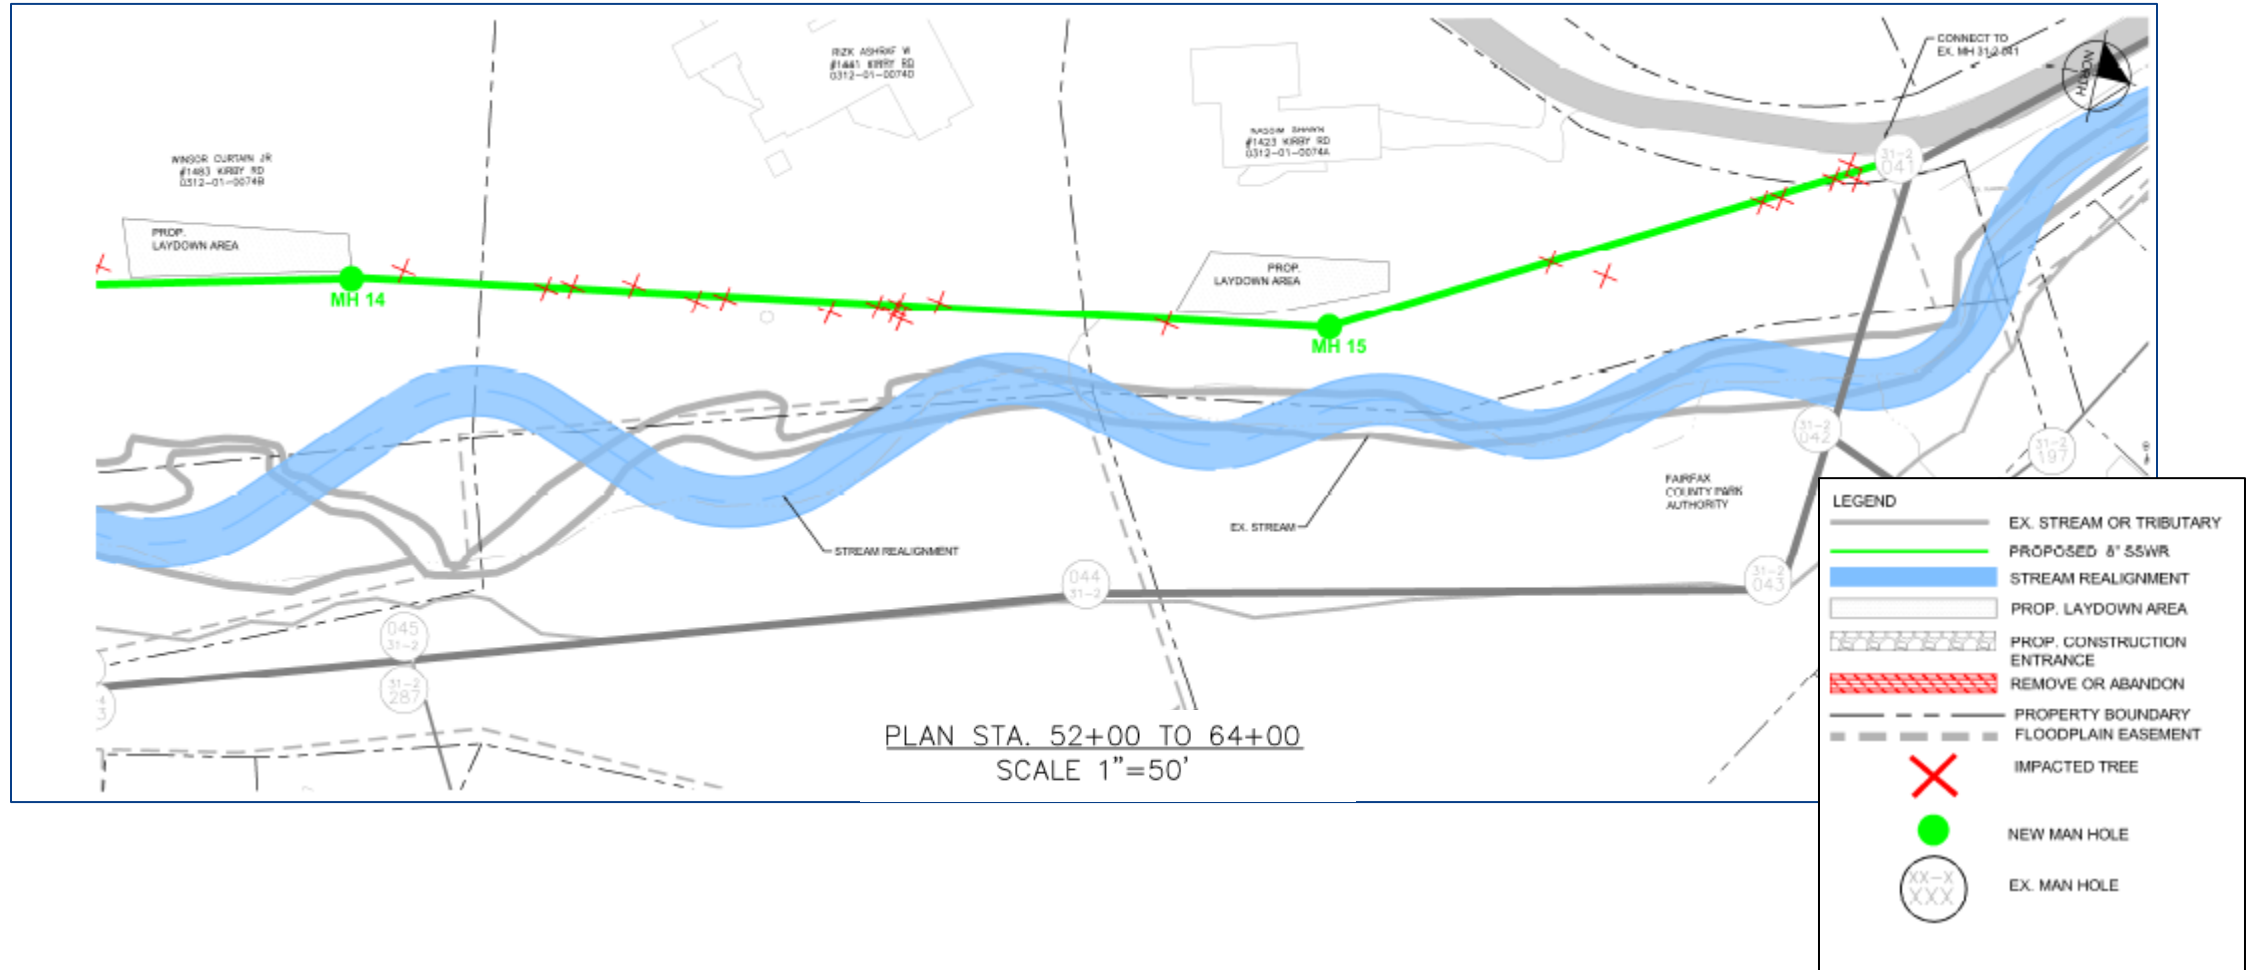 RIZK ASHRAF W
#1441 KIRBY RD
0312-01-0074D
CONNECT TO
EX. MH 31-2-041
NORTH
NASSIM SHAWN
#1423 KIRBY RD
0312-01-0074A
WINSOR CURTAIN JR
#1483 KIRBY RD
0312-01-0074B
31-2
041
PROP.
LAYDOWN AREA
PROP.
LAYDOWN AREA
MH 14
MH 15
31-2
042
31-2
197
FAIRFAX
COUNTY PARK
AUTHORITY
EX. STREAM
STREAM REALIGNMENT
044
31-2
31-2
043
045
31-2
31-2
287
PLAN STA. 52+00 TO 64+00
SCALE 1"=50'
LEGEND
EX. STREAM OR TRIBUTARY
PROPOSED 8" SSWR
STREAM REALIGNMENT
PROP. LAYDOWN AREA
PROP. CONSTRUCTION
ENTRANCE
REMOVE OR ABANDON
PROPERTY BOUNDARY
FLOODPLAIN EASEMENT
IMPACTED TREE
NEW MAN HOLE
XX-X
XXX
EX. MAN HOLE